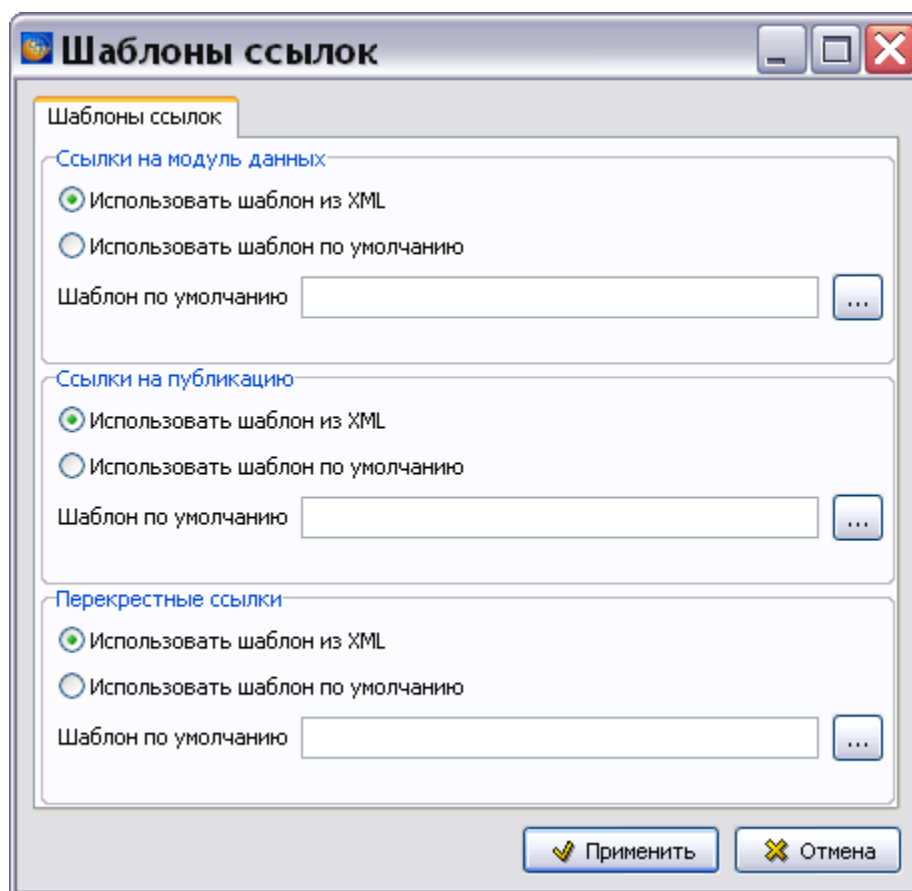 Шаблоны ссылок
Шаблоны ссылок
Ссылки на модуль данных
Использовать шаблон из XML
Использовать шаблон по умолчанию
Шаблон по умолчанию ...
Ссылки на публикацию
Использовать шаблон из XML
Использовать шаблон по умолчанию
Шаблон по умолчанию ...
Перекрестные ссылки
Использовать шаблон из XML
Использовать шаблон по умолчанию
Шаблон по умолчанию ...
Применить Отмена